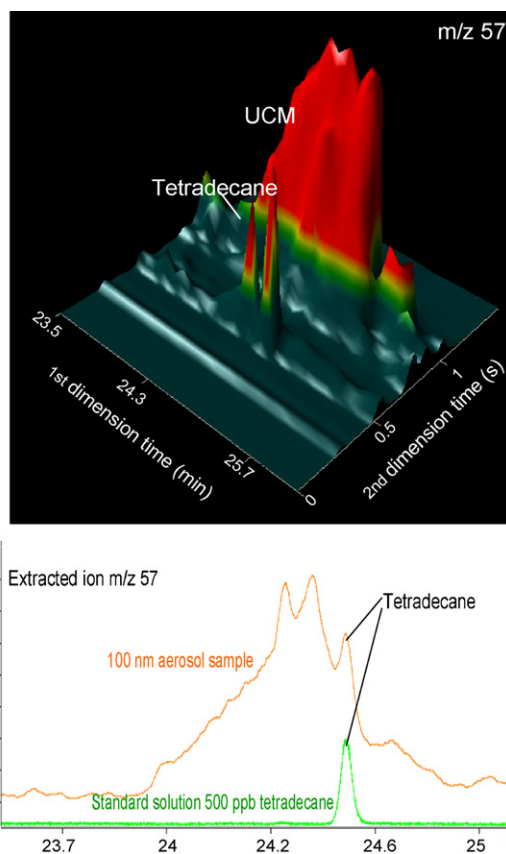 m/z 57
UCM
Tetradecane
23.5
24.3
25.7
1st dimension time (min)
0
0.5
1
2nd dimension time (s)
Extracted ion m/z 57
Tetradecane
100 nm aerosol sample
Standard solution 500 ppb tetradecane
23.7 24 24.2 24.6 25